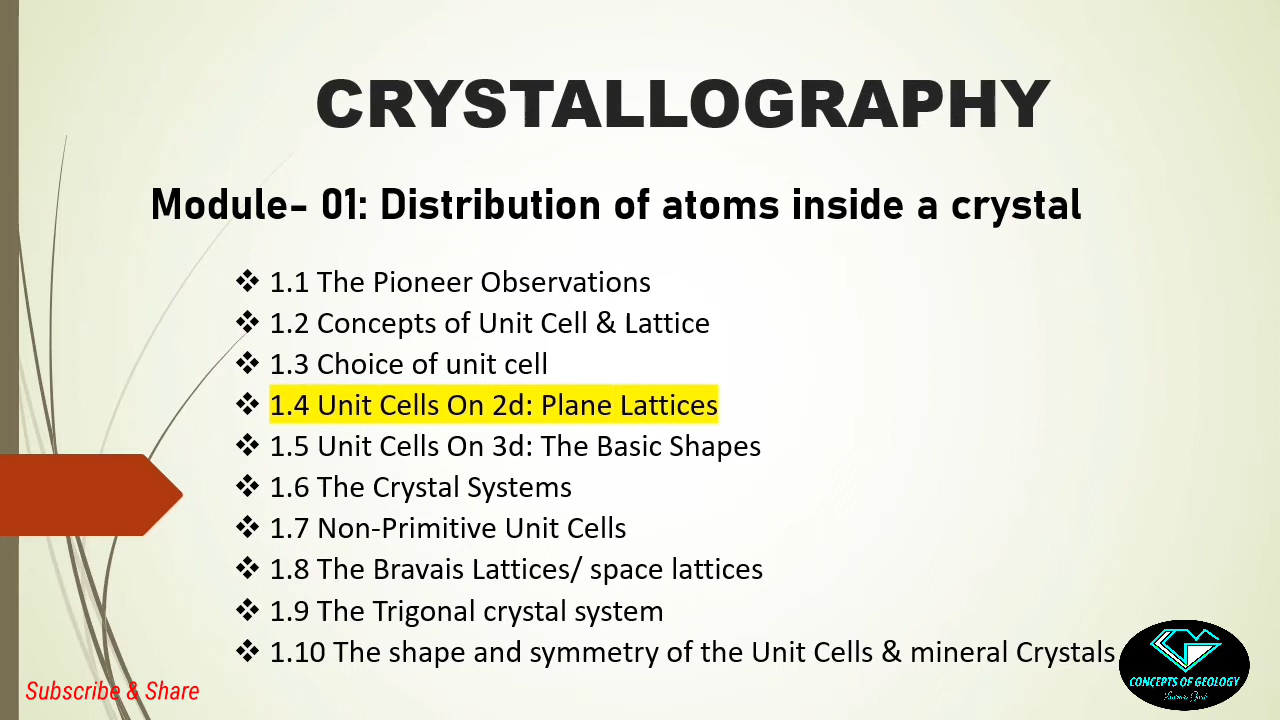 CRYSTALLOGRAPHY
Module- 01: Distribution of atoms inside a crystal
1.1 The Pioneer Observations
1.2 Concepts of Unit Cell & Lattice
1.3 Choice of unit cell
1.4 Unit Cells On 2d: Plane Lattices
1.5 Unit Cells On 3d: The Basic Shapes
1.6 The Crystal Systems
1.7 Non-Primitive Unit Cells
1.8 The Bravais Lattices/ space lattices
1.9 The Trigonal crystal system
1.10 The shape and symmetry of the Unit Cells & mineral Crystals
Subscribe & Share
CONCEPTS OF GEOLOGY